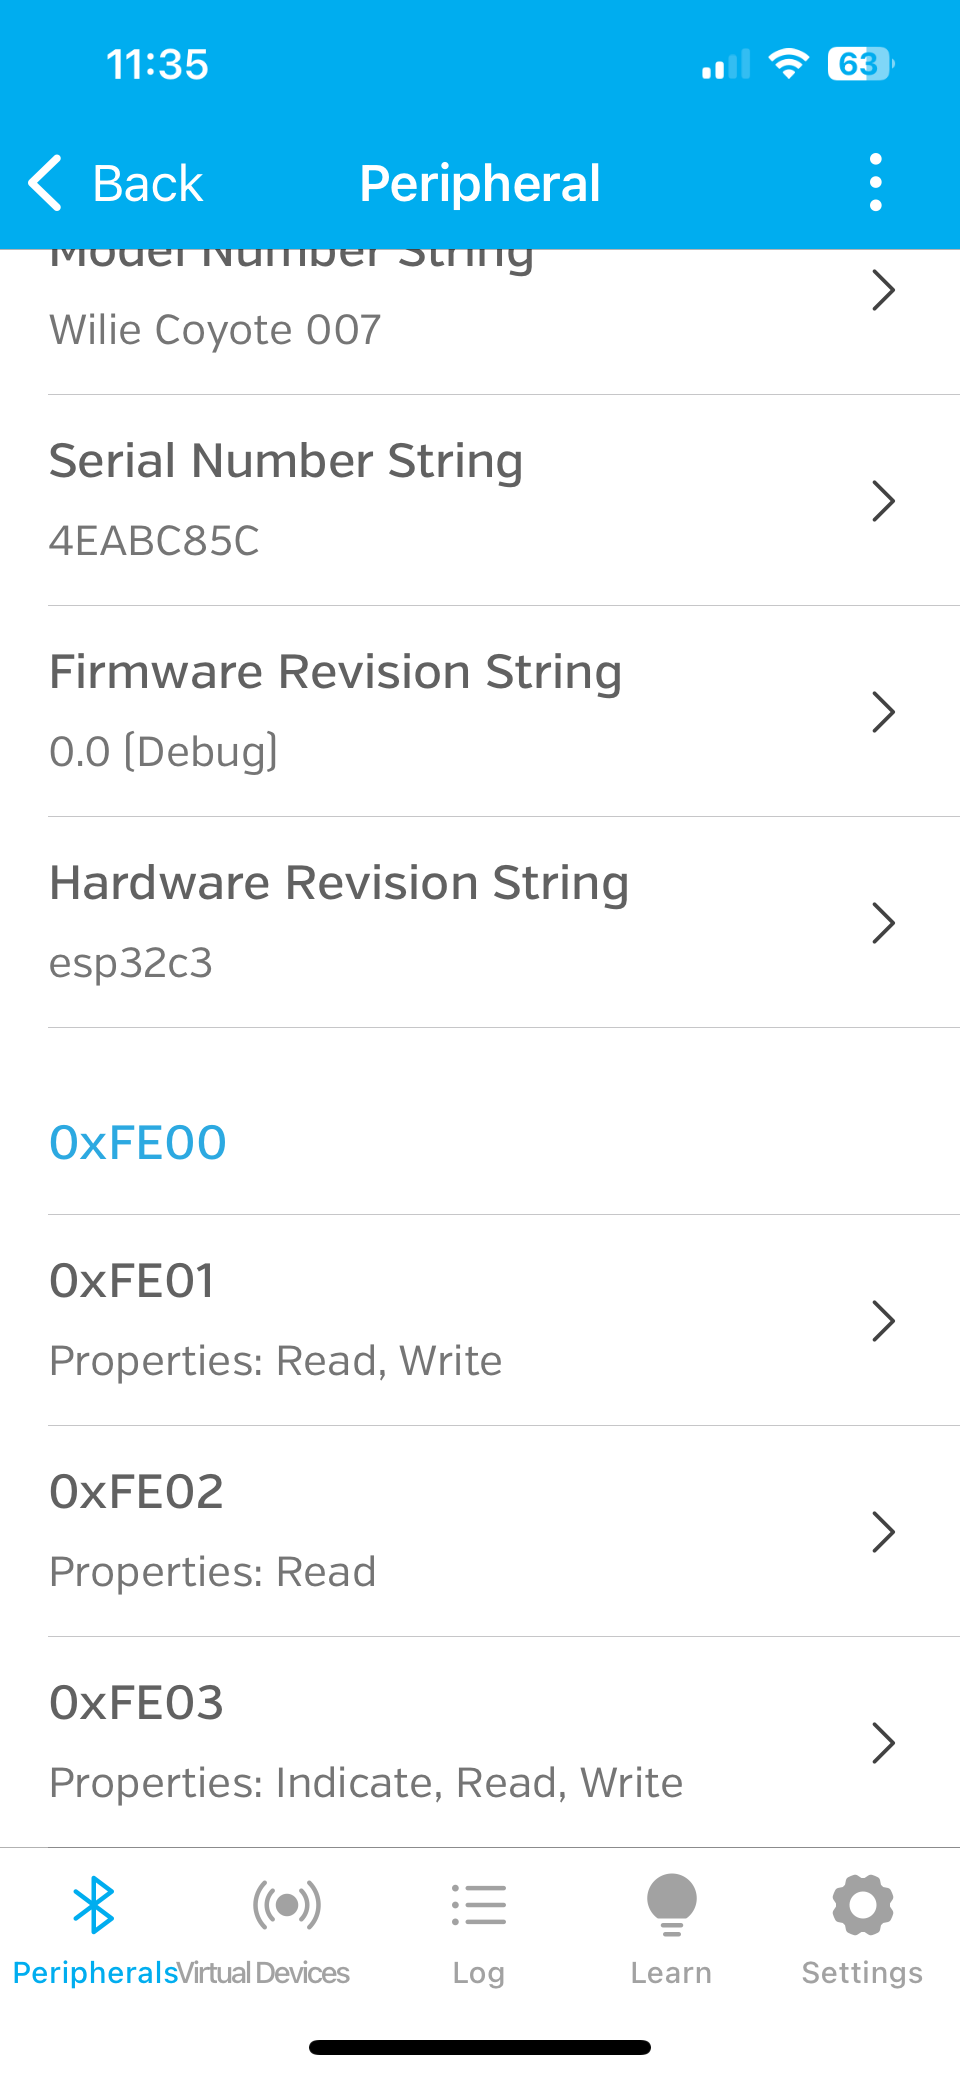 11:35
63
Back
Peripheral
Model Number String
Wilie Coyote 007
Serial Number String
4EABC85C
Firmware Revision String
0.0 (Debug)
Hardware Revision String
esp32c3
0xFE00
0xFE01
Properties: Read, Write
0xFE02
Properties: Read
0xFE03
Properties: Indicate, Read, Write
Peripherals
Virtual Devices
Log
Learn
Settings